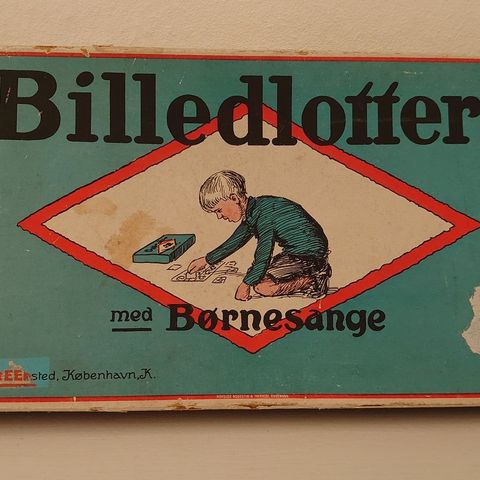 Billedlotter
med Børnesange
sted, København, K.